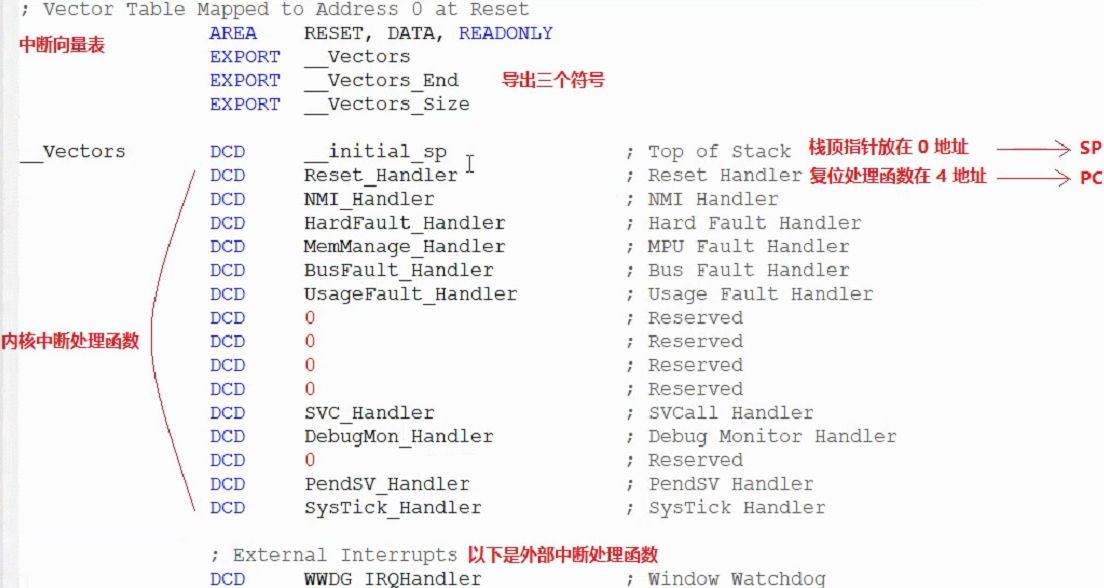 ; Vector Table Mapped to Address 0 at Reset
中断向量表 AREA RESET, DATA, READONLY
EXPORT __Vectors
EXPORT __Vectors_End 导出三个符号
EXPORT __Vectors_Size
__Vectors DCD __initial_sp ; Top of Stack 栈顶指针放在 0 地址 SP
DCD Reset_Handler ; Reset Handler 复位处理函数在 4 地址 PC
DCD NMI_Handler ; NMI Handler
DCD HardFault_Handler ; Hard Fault Handler
DCD MemManage_Handler ; MPU Fault Handler
DCD BusFault_Handler ; Bus Fault Handler
DCD UsageFault_Handler ; Usage Fault Handler
DCD 0 ; Reserved
内核中断处理函数 DCD 0 ; Reserved
DCD 0 ; Reserved
DCD 0 ; Reserved
DCD SVC_Handler ; SVCall Handler
DCD DebugMon_Handler ; Debug Monitor Handler
DCD 0 ; Reserved
DCD PendSV_Handler ; PendSV Handler
DCD SysTick_Handler ; SysTick Handler
; External Interrupts 以下是外部中断处理函数
DCD WWDG_IRQHandler ; Window Watchdog